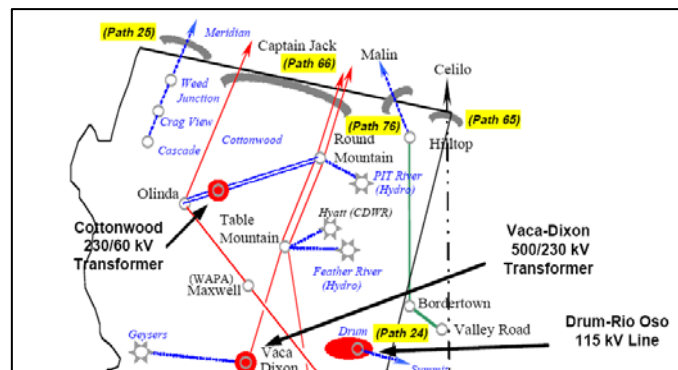 (Path 25)
Meridian
Captain Jack
(Path 66)
Malin
Celilo
Weed
Junction
Crag View
Cascade
Cottonwood
(Path 76)
(Path 65)
Hilltop
Round
Mountain
PIT River
(Hydro)
Olinda
Cottonwood
230/60 kV
Transformer
Table
Mountain
Hyatt (CDWR)
Feather River
(Hydro)
Vaca-Dixon
500/230 kV
Transformer
(WAPA)
Maxwell
Bordertown
Valley Road
Drum-Rio Oso
115 kV Line
Geysers
Vaca
Dixon
Drum
(Path 24)
Summit